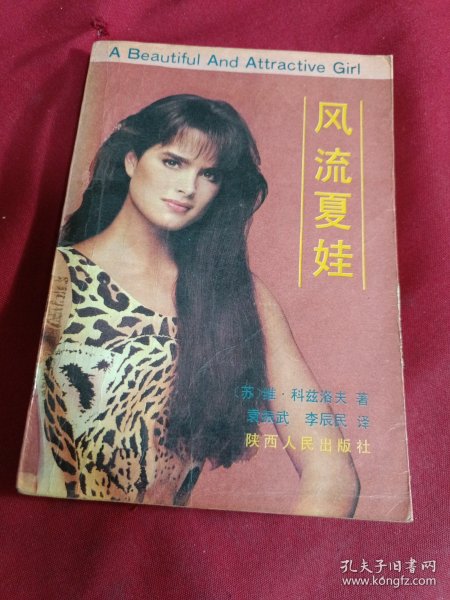 A Beautiful And Attractive Girl
风流夏娃
〔苏〕维·科兹洛夫 著
李辰民 译
陕西人民出版社
孔夫子旧书网
www.kongfz.com